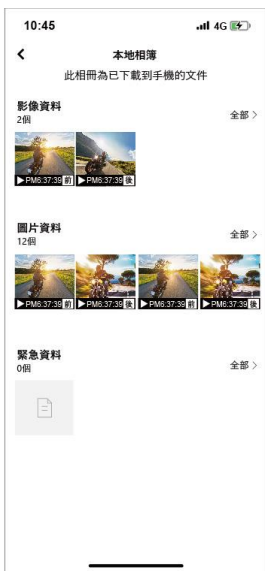 10:45 4G
本地相簿
此相冊為已下載到手機的文件
影像資料
2個
全部 >
▶PM6:37:39 前 ▶PM6:37:39 後
圖片資料
12個
全部 >
▶PM6:37:39 前 ▶PM6:37:39 後 ▶PM6:37:39 前 ▶PM6:37:39 後
緊急資料
0個
全部 >